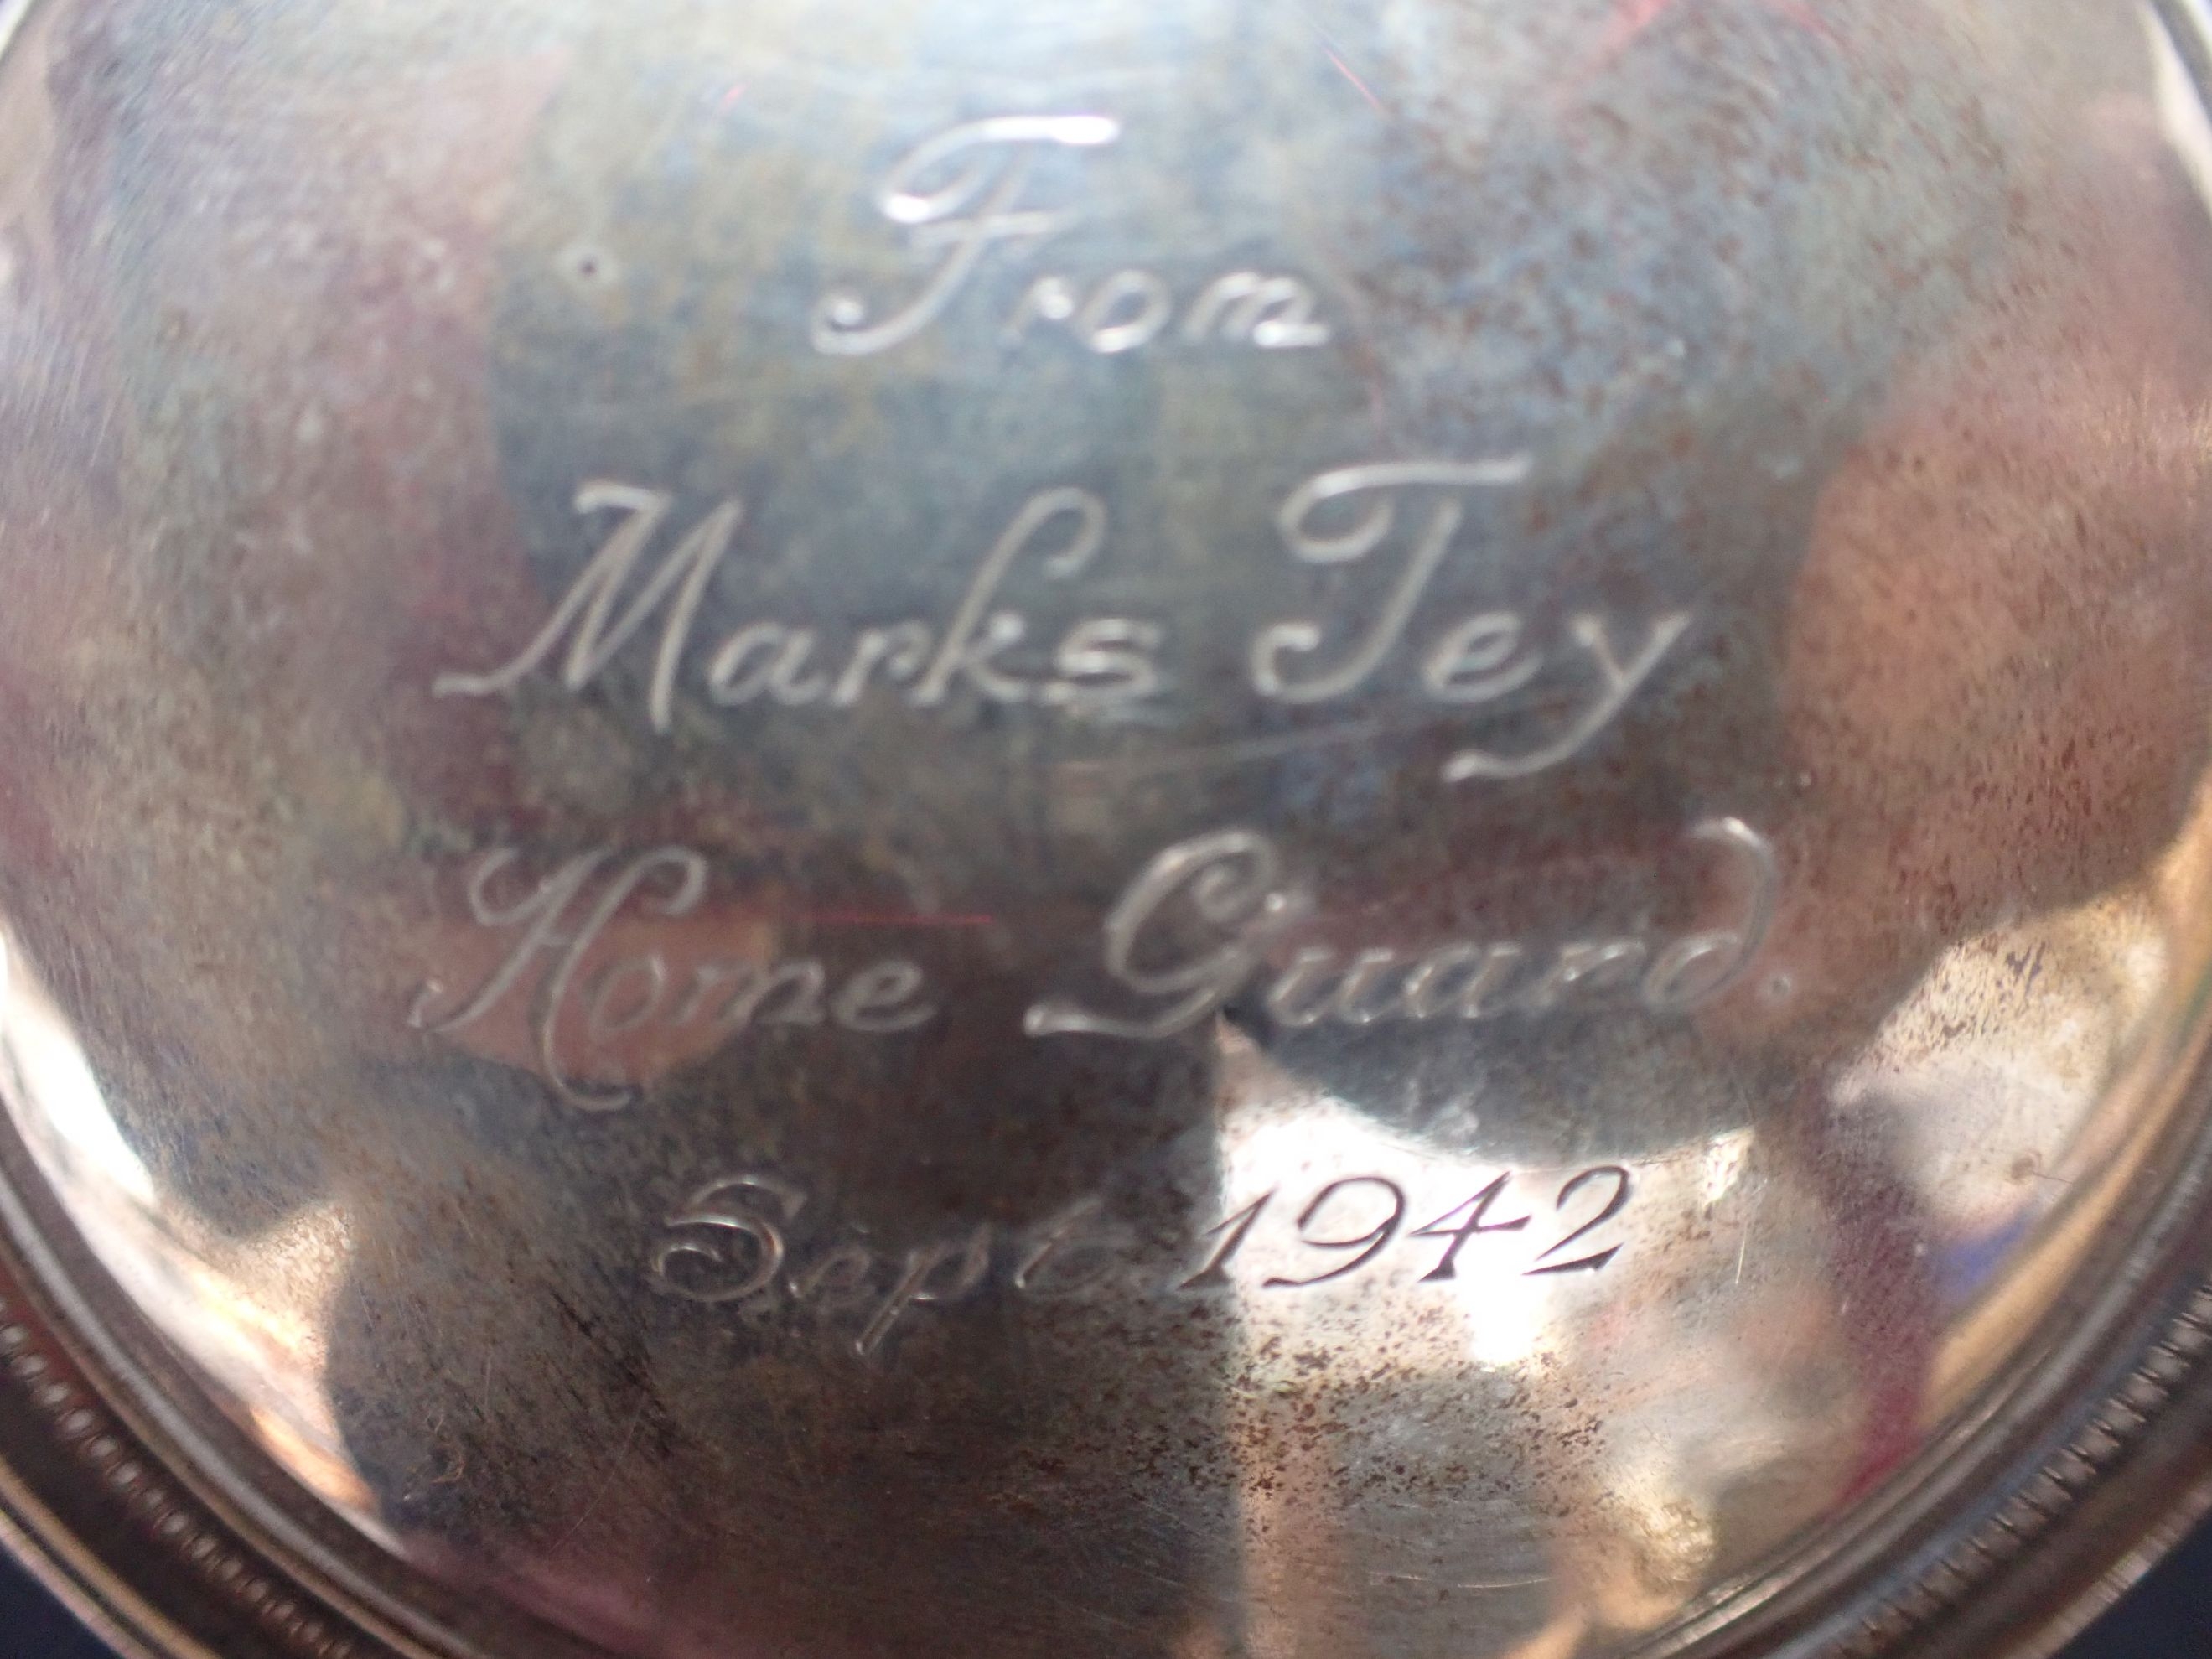 From
Marks Tey
Home Guard.
Sept 1942